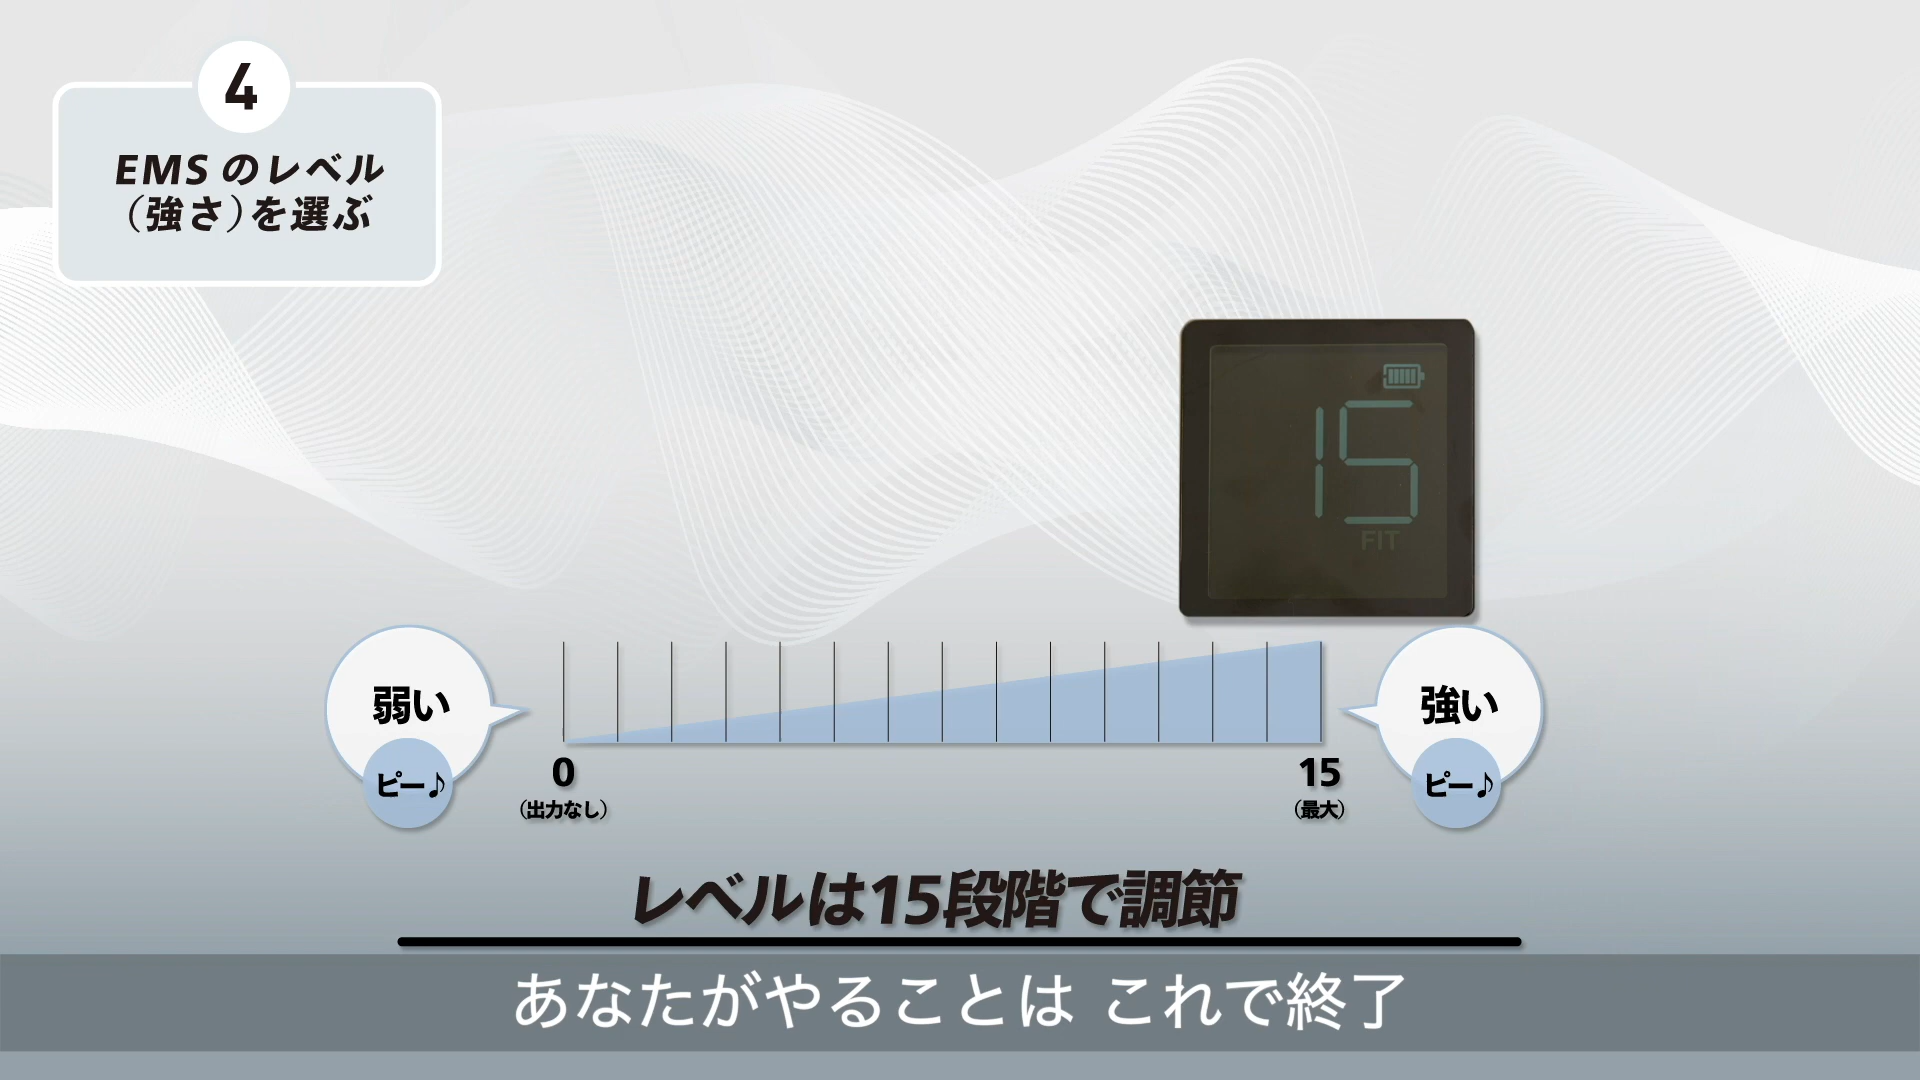 4
EMS のレベル
（強さ）を選ぶ
15
FIT
弱い
ピー♪
強い
ピー♪
0
（出力なし）
15
（最大）
レベルは15段階で調節
あなたがやることは これで終了